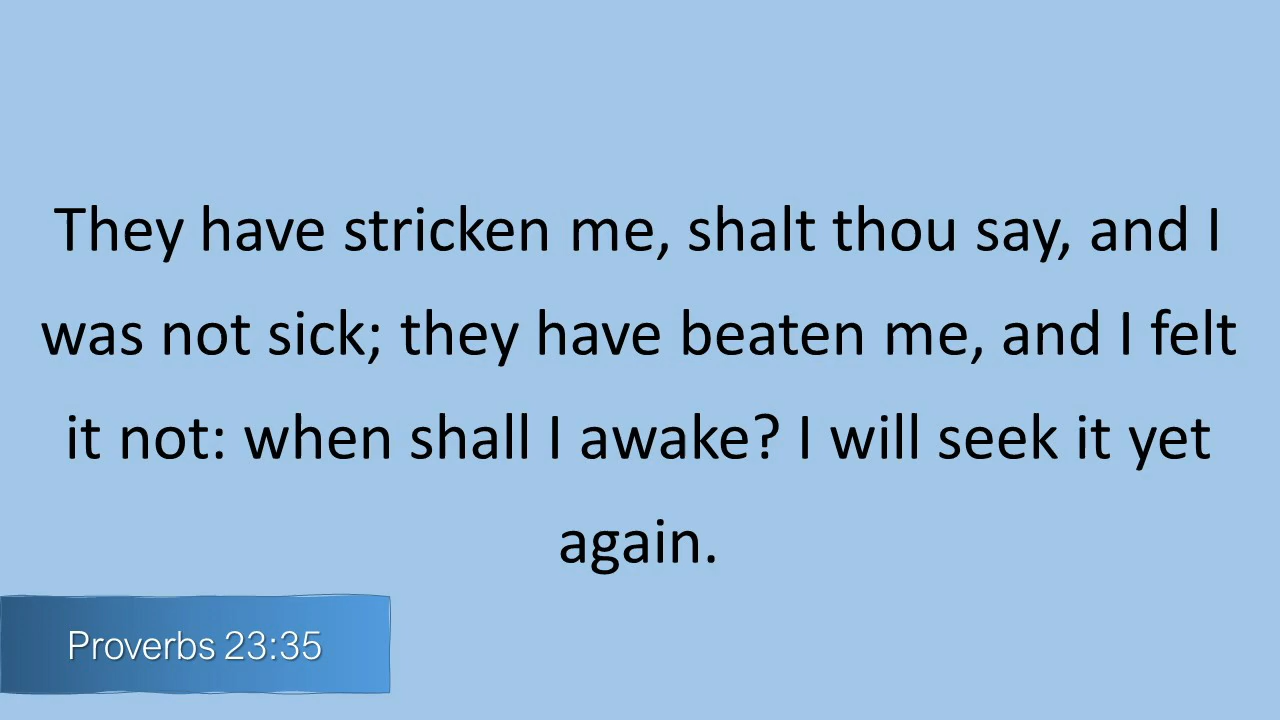 They have stricken me, shalt thou say, and I
was not sick; they have beaten me, and I felt
it not: when shall I awake? I will seek it yet
again.
Proverbs 23:35